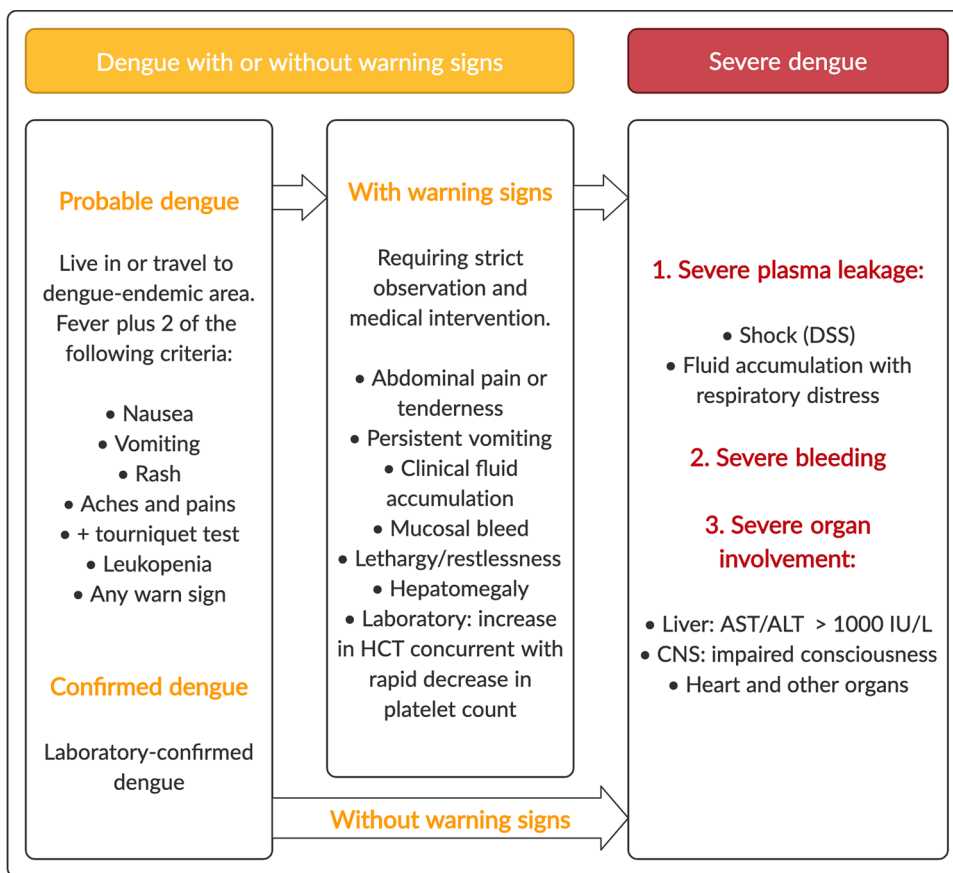 Dengue with or without warning signs
Severe dengue
Probable dengue
Live in or travel to
dengue-endemic area.
Fever plus 2 of the
following criteria:
• Nausea
• Vomiting
• Rash
• Aches and pains
• + tourniquet test
• Leukopenia
• Any warn sign
Confirmed dengue
Laboratory-confirmed
dengue
With warning signs
Requiring strict
observation and
medical intervention.
• Abdominal pain or
tenderness
• Persistent vomiting
• Clinical fluid
accumulation
• Mucosal bleed
• Lethargy/restlessness
• Hepatomegaly
• Laboratory: increase
in HCT concurrent with
rapid decrease in
platelet count
Without warning signs
1. Severe plasma leakage:
• Shock (DSS)
• Fluid accumulation with
respiratory distress
2. Severe bleeding
3. Severe organ
involvement:
• Liver: AST/ALT > 1000 IU/L
• CNS: impaired consciousness
• Heart and other organs